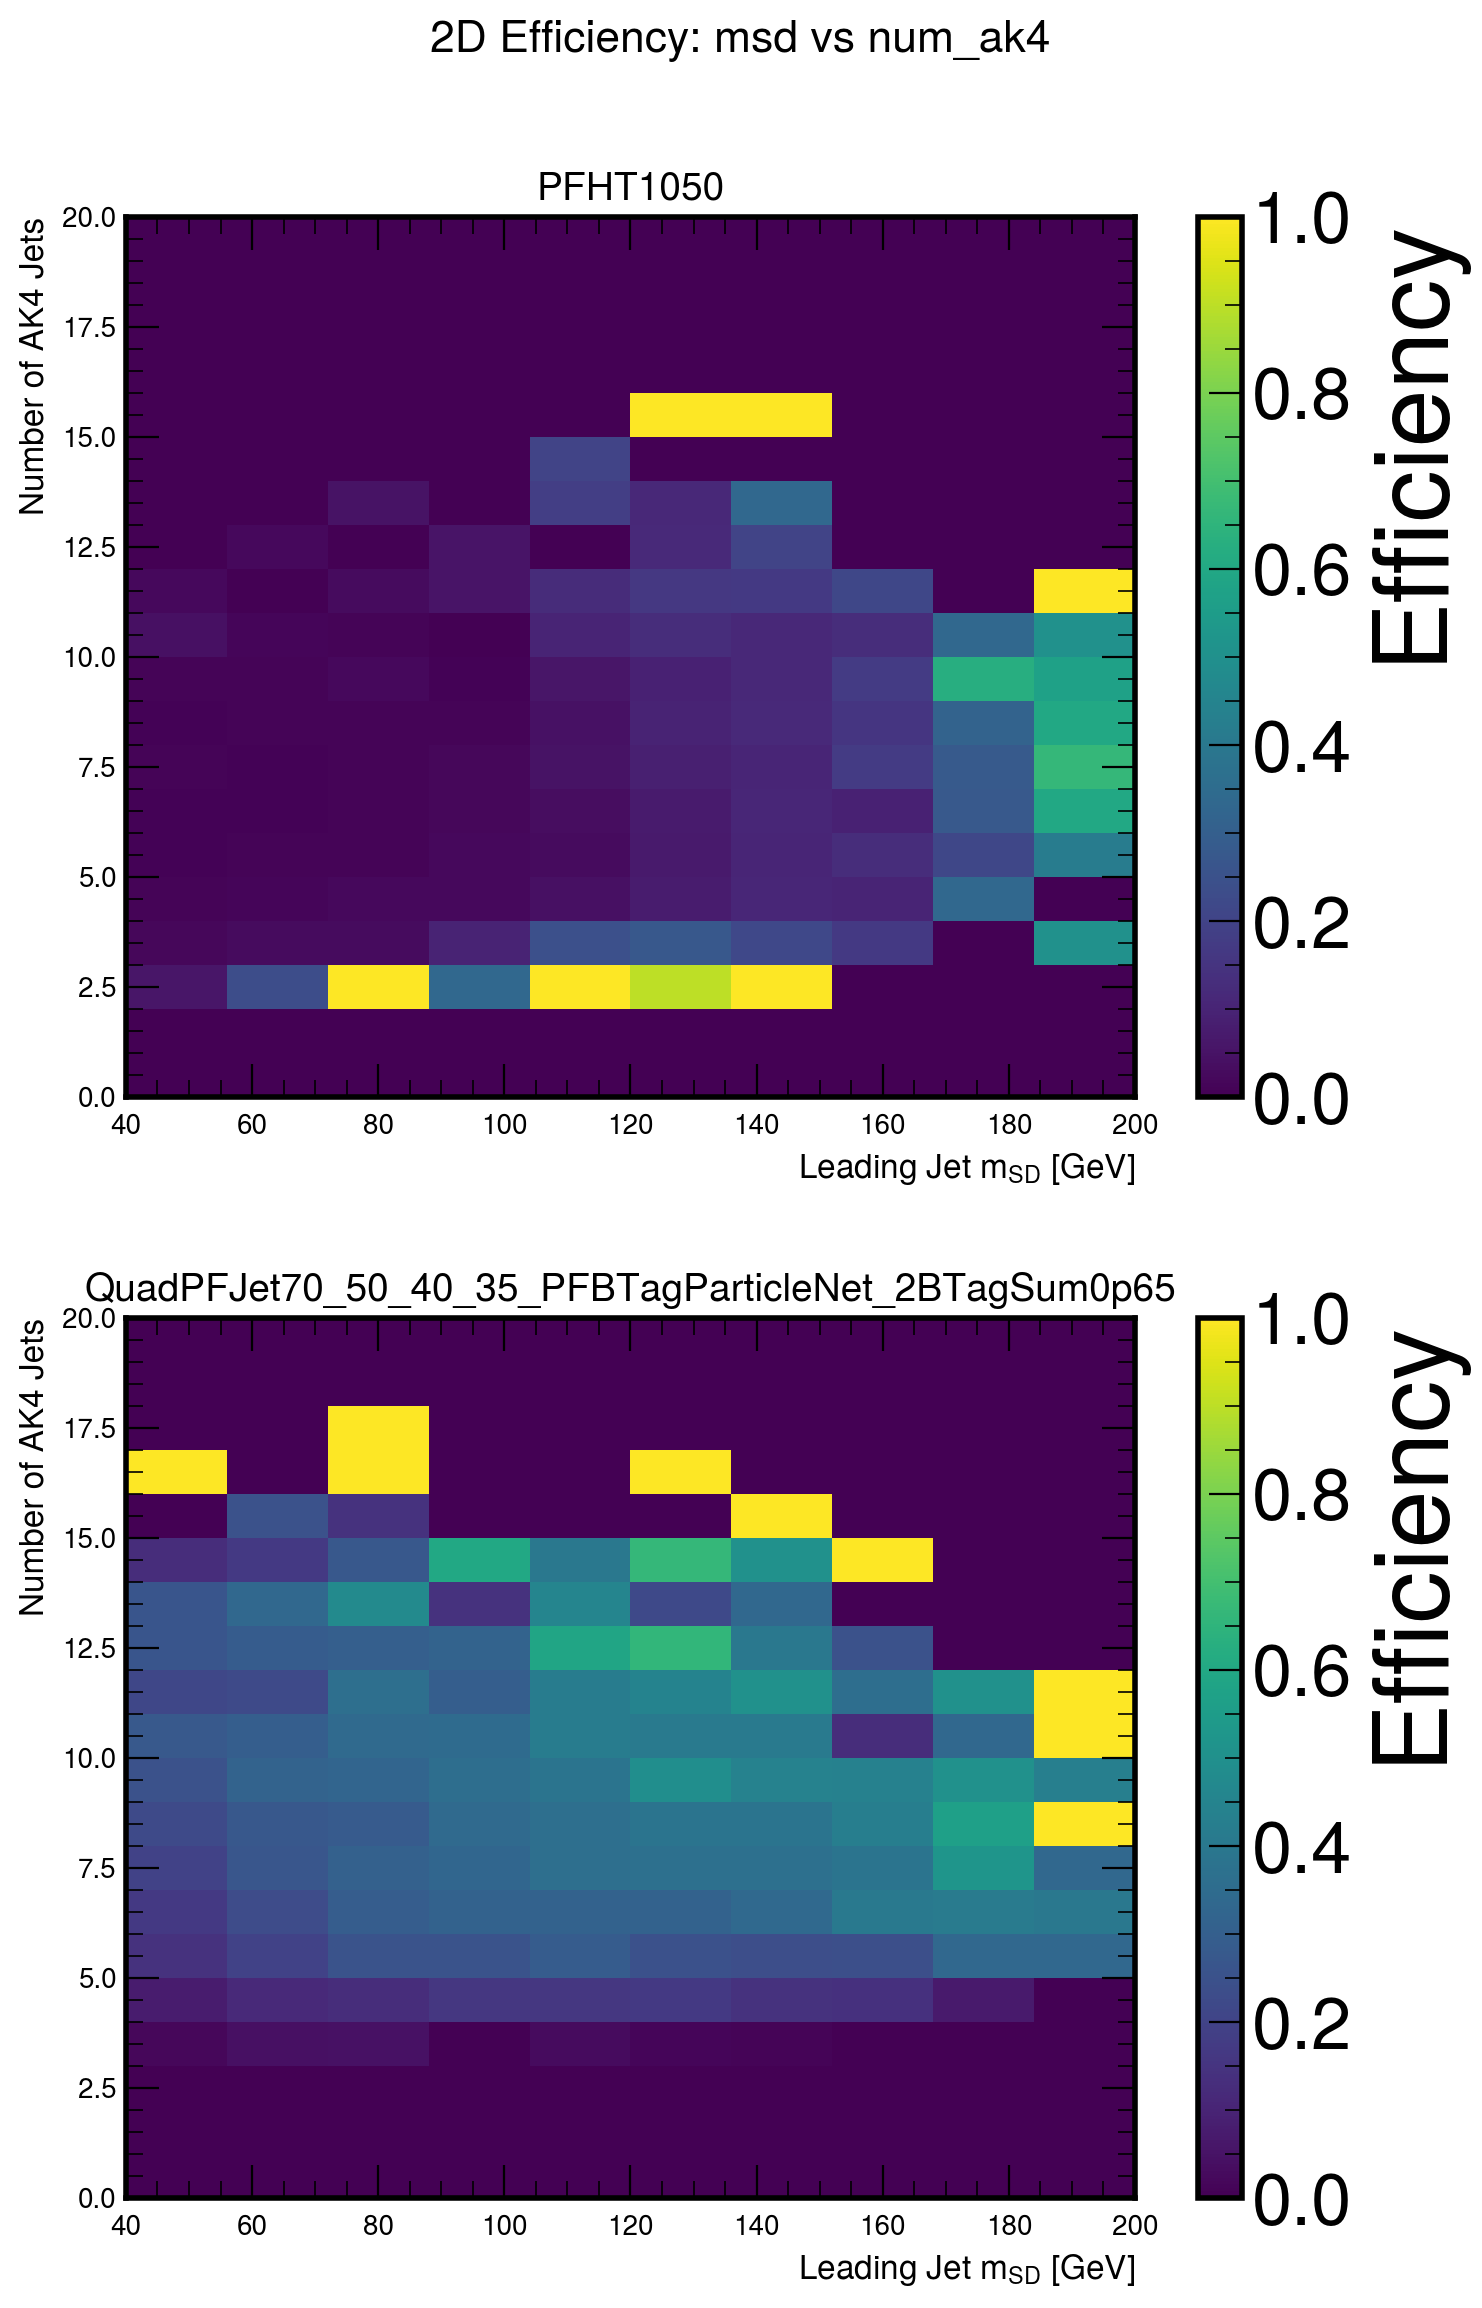 2D Efficiency: msd vs num_ak4
PFHT1050
Number of AK4 Jets
20.0
17.5
15.0
12.5
10.0
7.5
5.0
2.5
0.0
40 60 80 100 120 140 160 180 200
Leading Jet mSD [GeV]
1.0
0.8
0.6
0.4
0.2
0.0
Efficiency
QuadPFJet70_50_40_35_PFBTagParticleNet_2BTagSum0p65
Number of AK4 Jets
20.0
17.5
15.0
12.5
10.0
7.5
5.0
2.5
0.0
40 60 80 100 120 140 160 180 200
Leading Jet mSD [GeV]
1.0
0.8
0.6
0.4
0.2
0.0
Efficiency